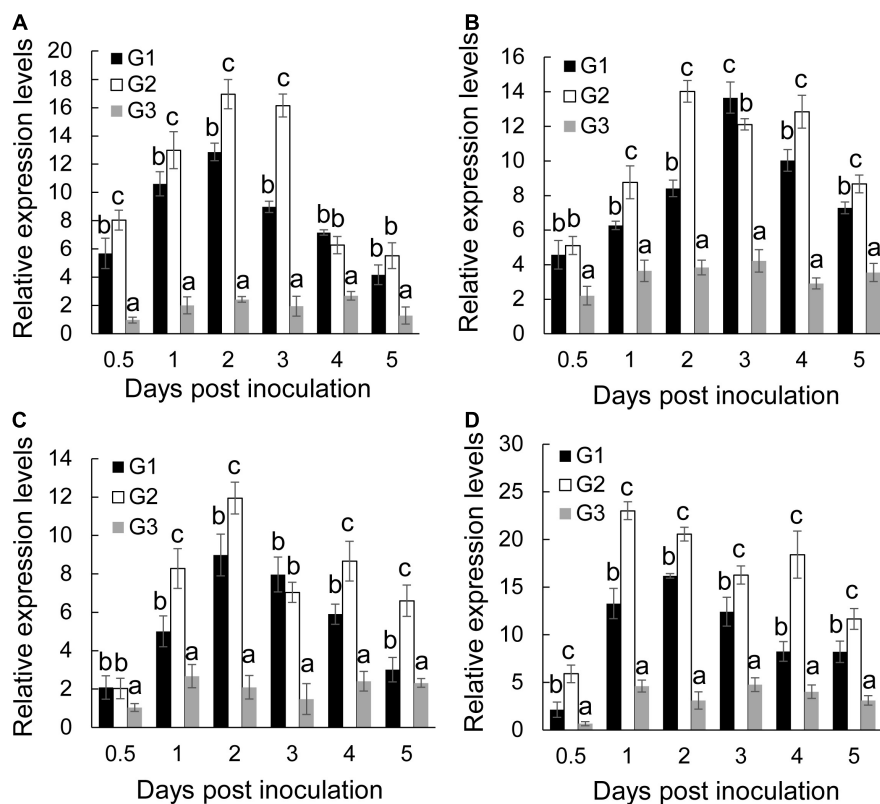 A
Relative expression levels
20
18
16
14
12
10
8
6
4
2
0
G1
G2
G3
b c a
b c a
b c a
b c a
b b a
b b a
0.5 1 2 3 4 5
Days post inoculation
B
Relative expression levels
16
14
12
10
8
6
4
2
0
G1
G2
G3
b b a
b c a
b c a
c b a
b c a
b c a
0.5 1 2 3 4 5
Days post inoculation
C
Relative expression levels
14
12
10
8
6
4
2
0
G1
G2
G3
b b a
b c a
b c a
b b a
b c a
b c a
0.5 1 2 3 4 5
Days post inoculation
D
Relative expression levels
30
25
20
15
10
5
0
G1
G2
G3
b c a
b c a
b c a
b c a
b c a
b c a
0.5 1 2 3 4 5
Days post inoculation